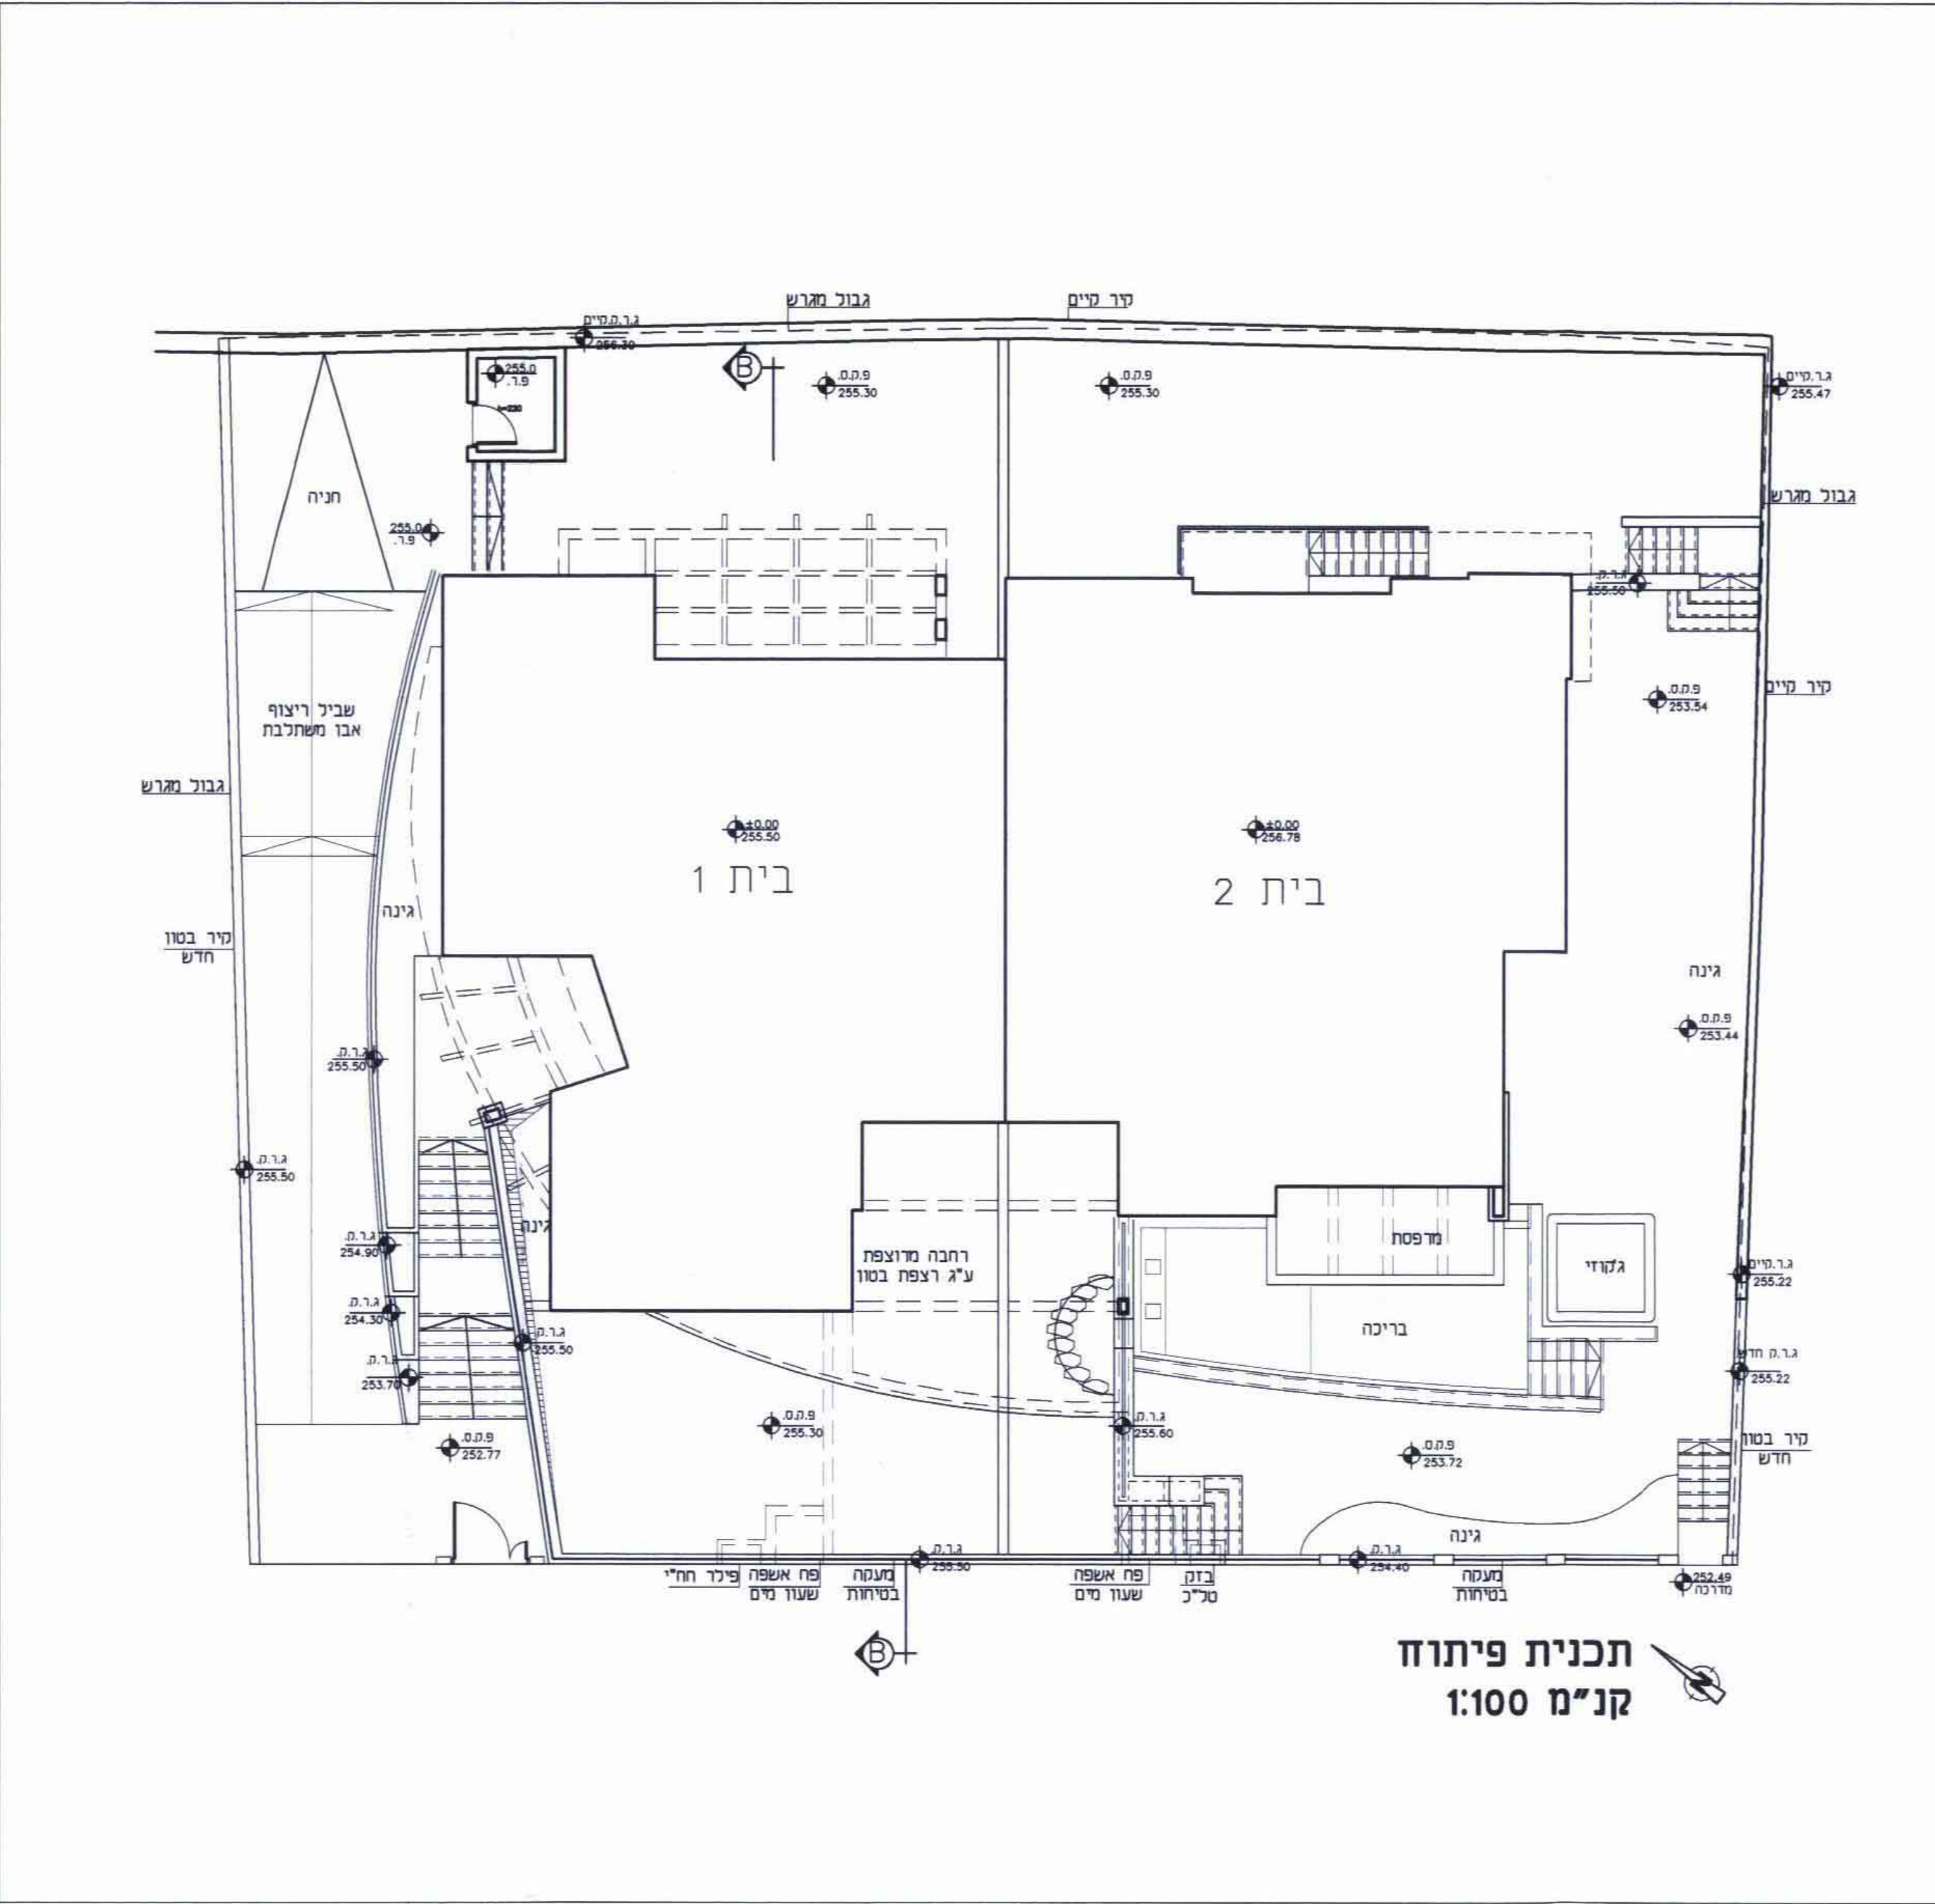 גבול מגרש
קיר קיים
ג.ר.ק.קיים
256.30
B
255.0
פ.ר.
h=230
פ.ק.ס.
255.30
פ.ק.ס.
255.30
ג.ר.קיים
255.47
חניה
גבול מגרש
255.0
פ.ר.
ג.ר.ק.
255.50
קיר קיים
פ.ק.ס.
253.54
שביל ריצוף
אבן משתלבת
גבול מגרש
±0.00
255.50
בית 1
±0.00
256.78
בית 2
גינה
קיר בטון
חדש
גינה
פ.ק.ס.
253.44
ג.ר.ק.
255.50
ג.ר.ק.
255.50
גינה
ג.ר.ק.
254.90
רחבה מרוצפת
ע"ג רצפת בטון
מרפסת
ג'קוזי
ג.ר.קיים
255.22
ג.ר.ק.
254.30
ג.ר.ק.
255.50
בריכה
ג.ר.ק חדש
255.22
ג.ר.ק.
253.70
פ.ק.ס.
255.30
ג.ר.ק.
255.60
פ.ק.ס.
253.72
פ.ק.ס.
252.77
קיר בטון
חדש
גינה
ג.ר.ק.
255.50
ג.ר.ק.
254.40
פילר חח"י
פח אשפה
שעון מים
מעקה
בטיחות
פח אשפה
שעון מים
בזק
טל"כ
מעקה
בטיחות
252.49
מדרכה
B
תכנית פיתוח
קנ"מ 1:100